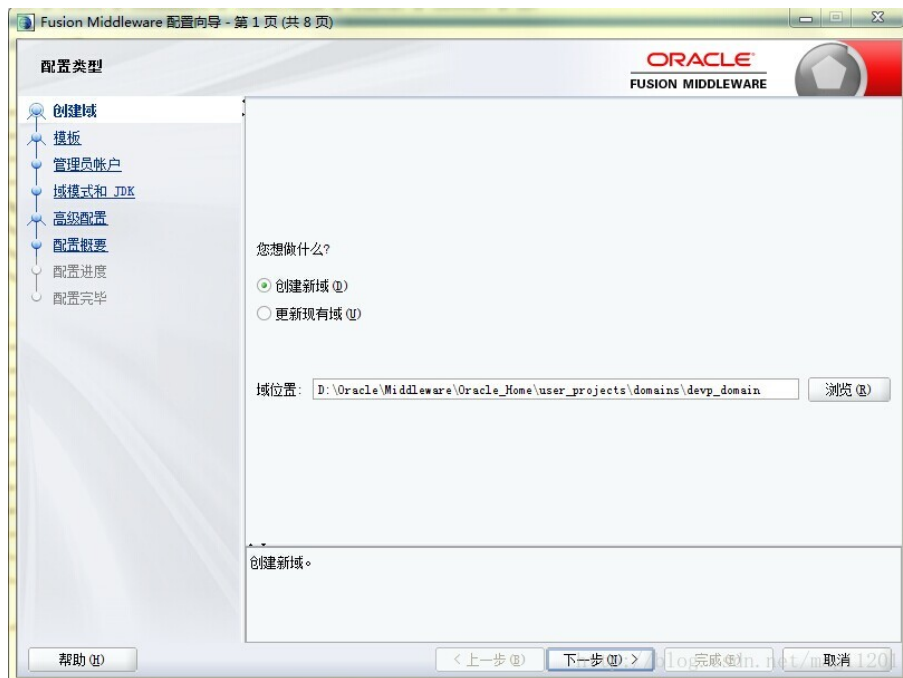 Fusion Middleware 配置向导 - 第 1 页 (共 8 页)
配置类型
ORACLE
FUSION MIDDLEWARE
创建域
模板
管理员帐户
域模式和 JDK
高级配置
配置概要
配置进度
配置完毕
您想做什么?
创建新域(D)
更新现有域(U)
域位置: D:\Oracle\Middleware\Oracle_Home\user_projects\domains\devp_domain 浏览(R)
创建新域。
帮助(H) < 上一步(B) 下一步(N) > 完成(F) 取消